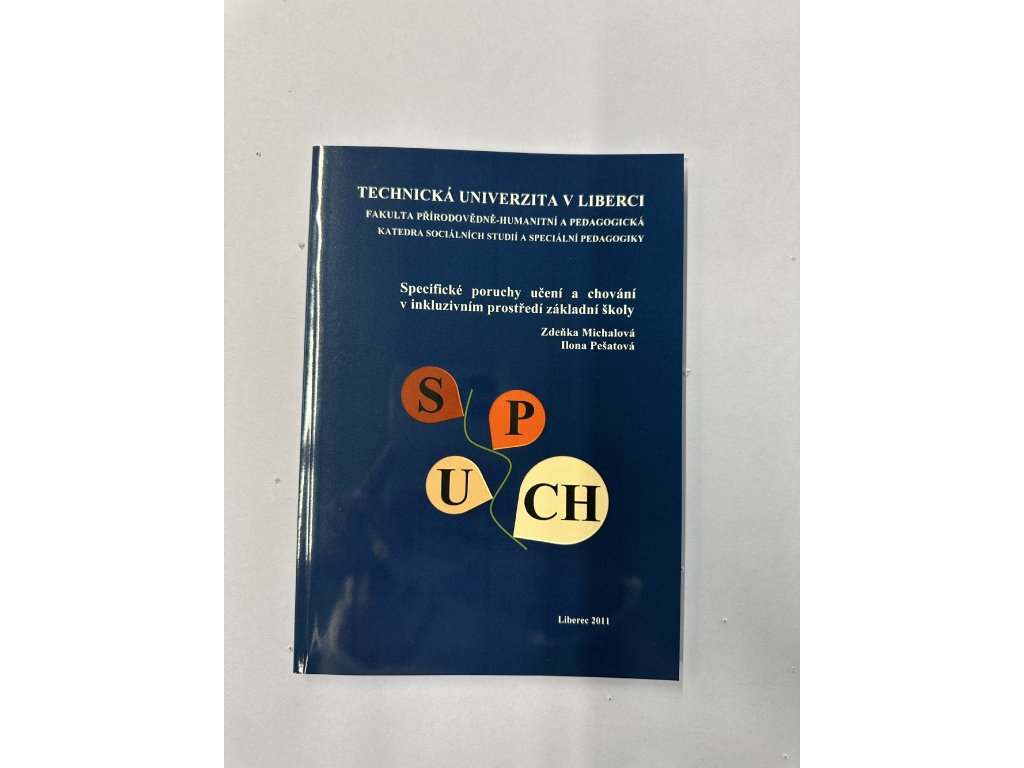 TECHNICKÁ UNIVERZITA V LIBERCI
FAKULTA PŘÍRODOVĚDNĚ-HUMANITNÍ A PEDAGOGICKÁ
KATEDRA SOCIÁLNÍCH STUDIÍ A SPECIÁLNÍ PEDAGOGIKY
Specifické poruchy učení a chování
v inkluzivním prostředí základní školy
Zdeňka Michalová
Ilona Pešatová
S
P
U
CH
Liberec 2011